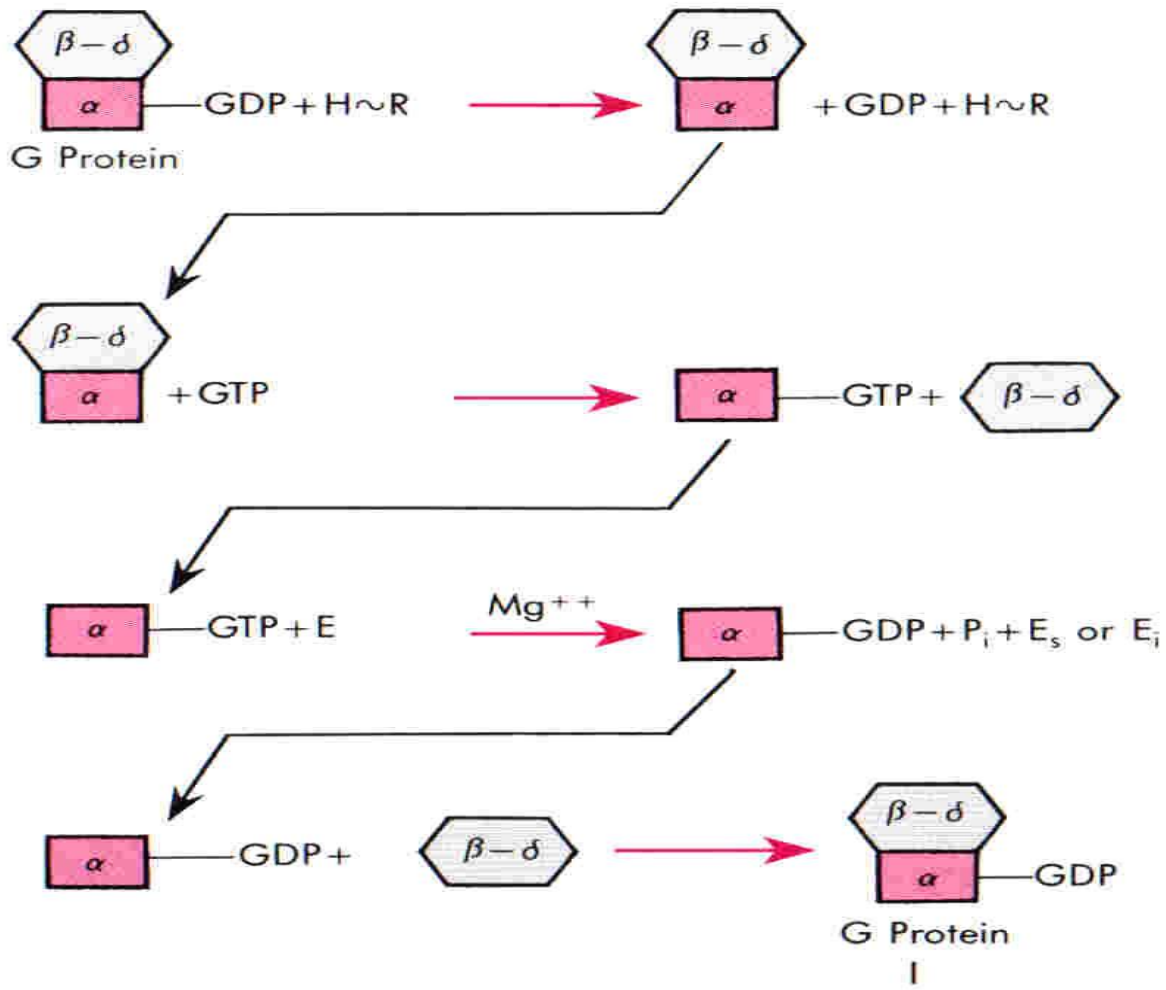 β – δ
α
GDP + H∼R
G Protein
β – δ
α
+ GDP + H∼R
β – δ
α
+ GTP
α
GTP +
β – δ
α
GTP + E
Mg⁺⁺
α
GDP + Pᵢ + Eₛ or Eᵢ
α
GDP +
β – δ
β – δ
α
GDP
G Protein
I